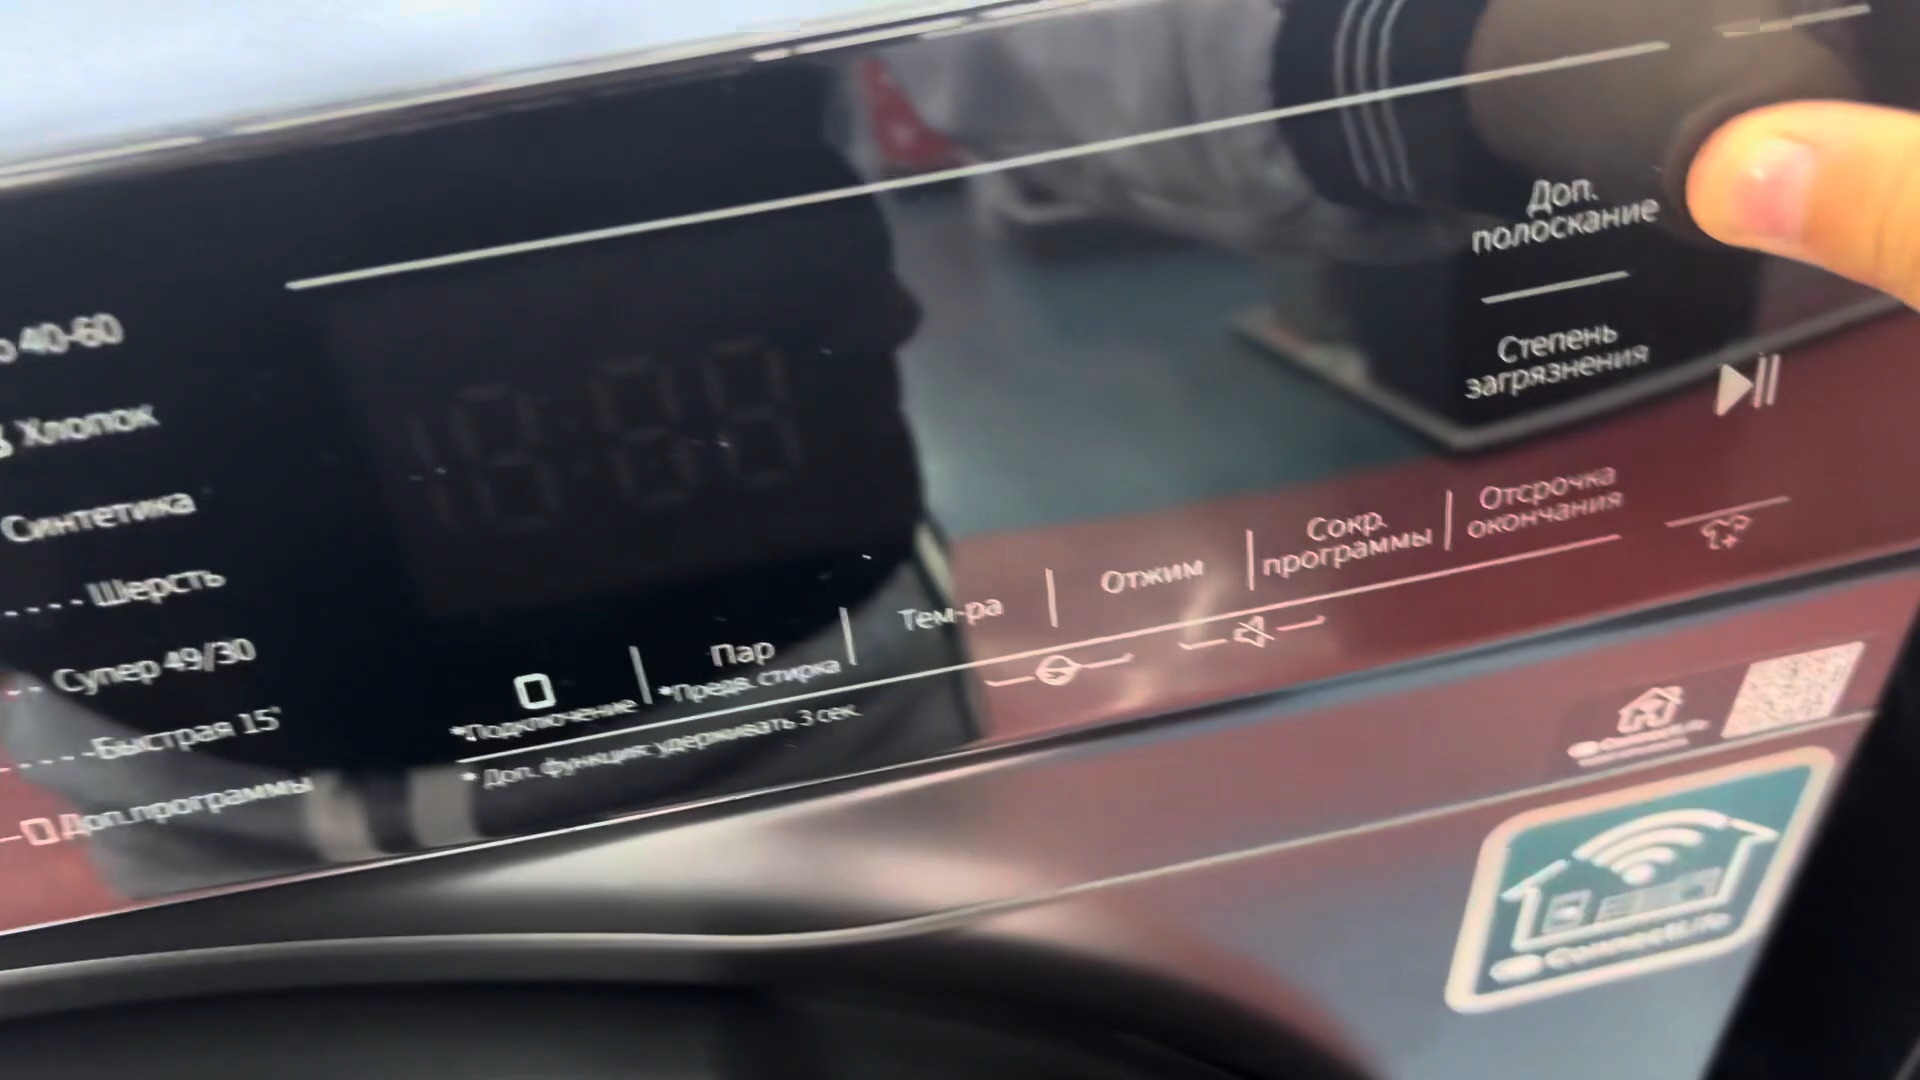 40-60
Хлопок
Синтетика
Шерсть
Супер 49/30
Быстрая 15'
Доп.программы
*Подключение
Пар
*Предв. стирка
Тем-ра
Отжим
Сокр.
программы
Отсрочка
окончания
* Доп. функция: удерживать 3 сек.
Доп.
полоскание
Степень
загрязнения